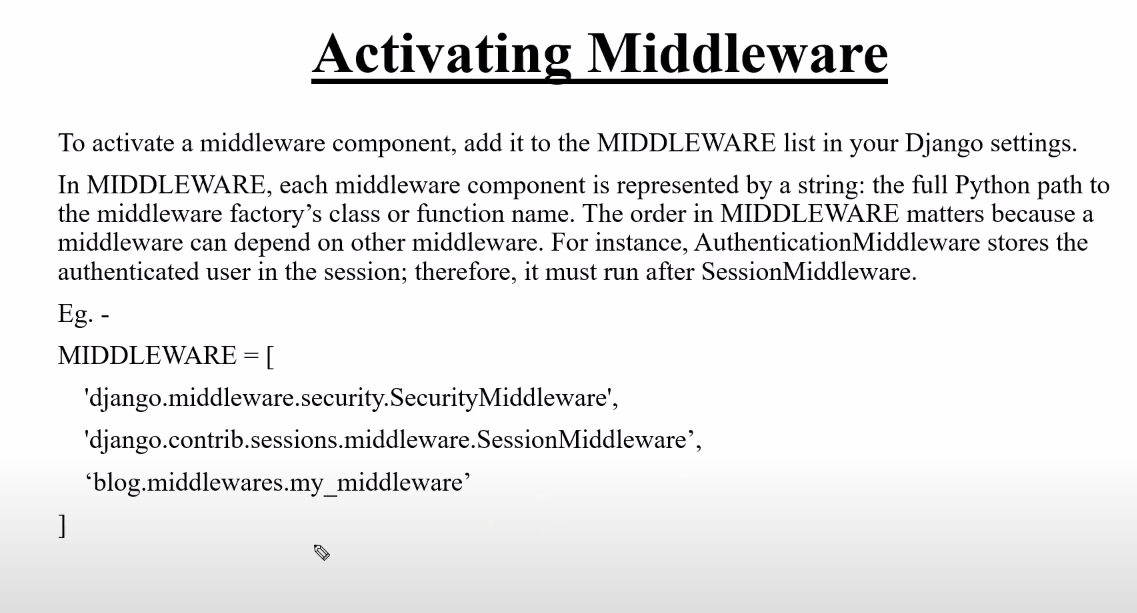 Activating Middleware
To activate a middleware component, add it to the MIDDLEWARE list in your Django settings.
In MIDDLEWARE, each middleware component is represented by a string: the full Python path to
the middleware factory’s class or function name. The order in MIDDLEWARE matters because a
middleware can depend on other middleware. For instance, AuthenticationMiddleware stores the
authenticated user in the session; therefore, it must run after SessionMiddleware.
Eg. -
MIDDLEWARE = [
'django.middleware.security.SecurityMiddleware',
'django.contrib.sessions.middleware.SessionMiddleware’,
‘blog.middlewares.my_middleware’
]